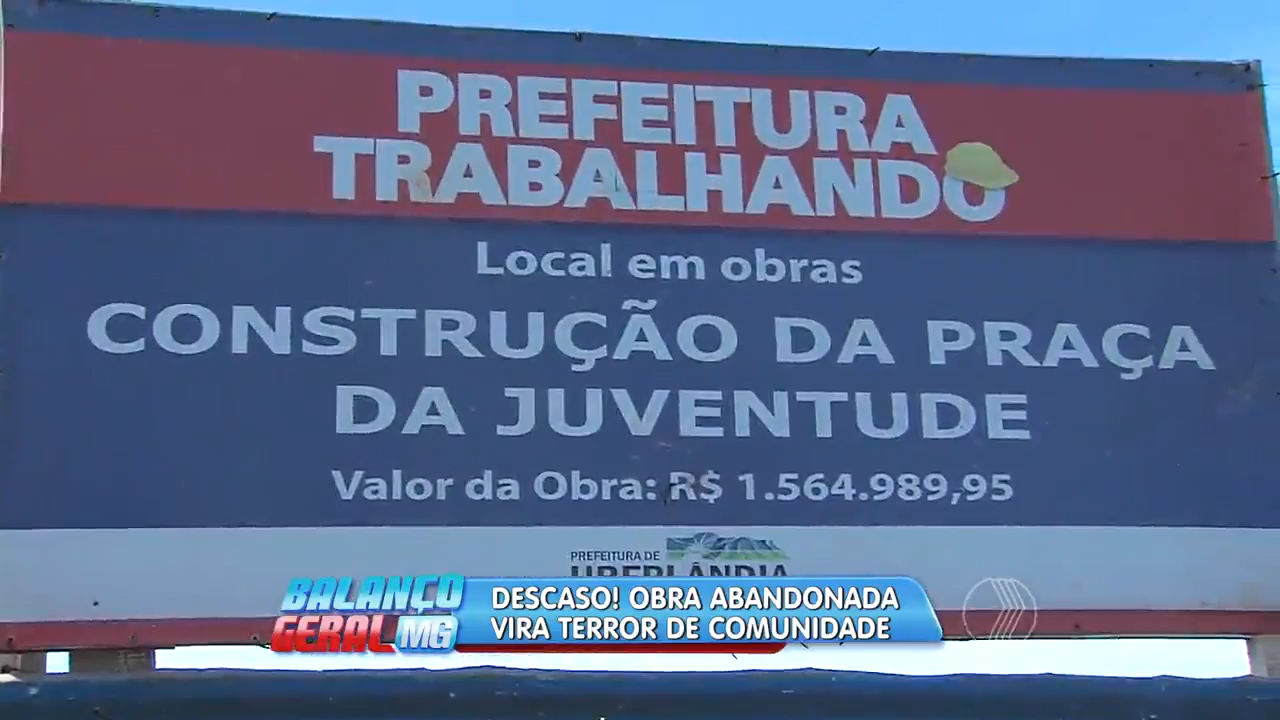 PREFEITURA
TRABALHANDO
Local em obras
CONSTRUÇÃO DA PRAÇA
DA JUVENTUDE
Valor da Obra: R$ 1.564.989,95
PREFEITURA DE
UBERLÂNDIA
BALANÇO
GERAL MG
DESCASO! OBRA ABANDONADA
VIRA TERROR DE COMUNIDADE